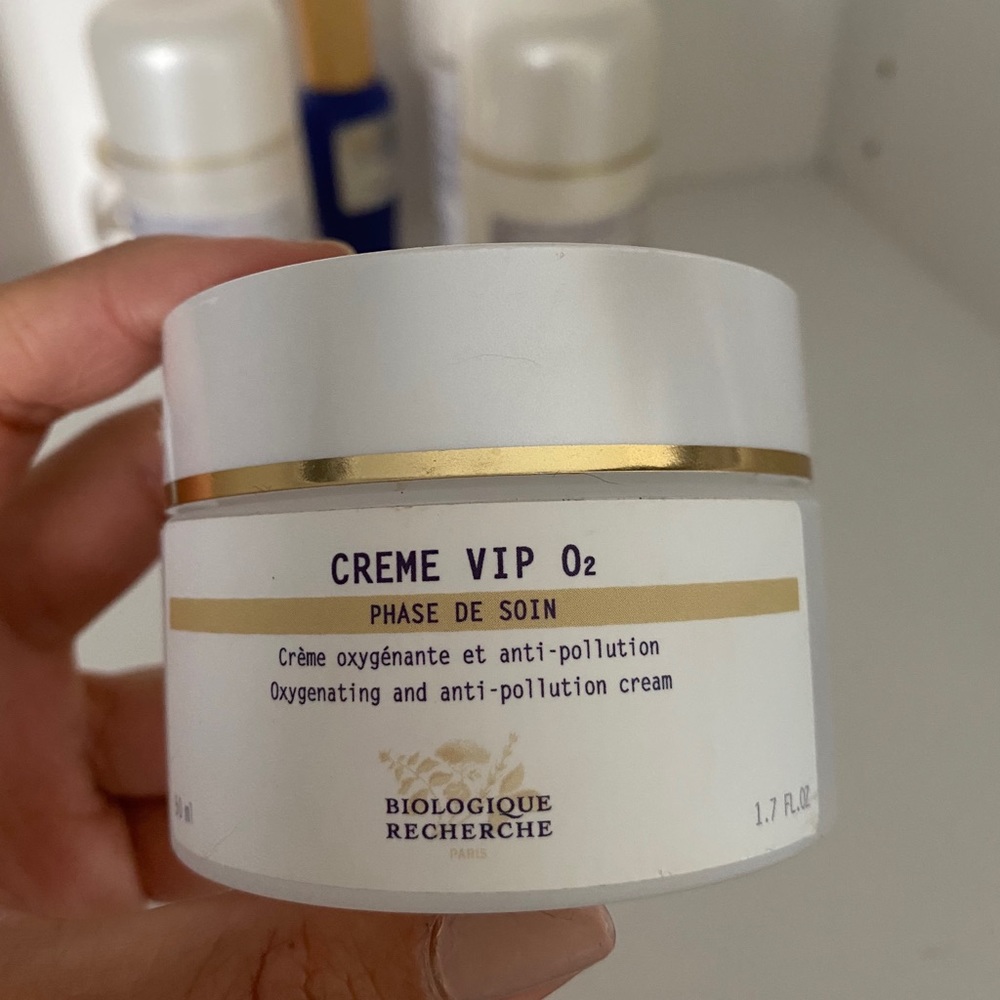 CREME VIP O₂
PHASE DE SOIN
Crème oxygénante et anti-pollution
Oxygenating and anti-pollution cream
BIOLOGIQUE
RECHERCHE
PARIS
ml
1.7 FL.OZ